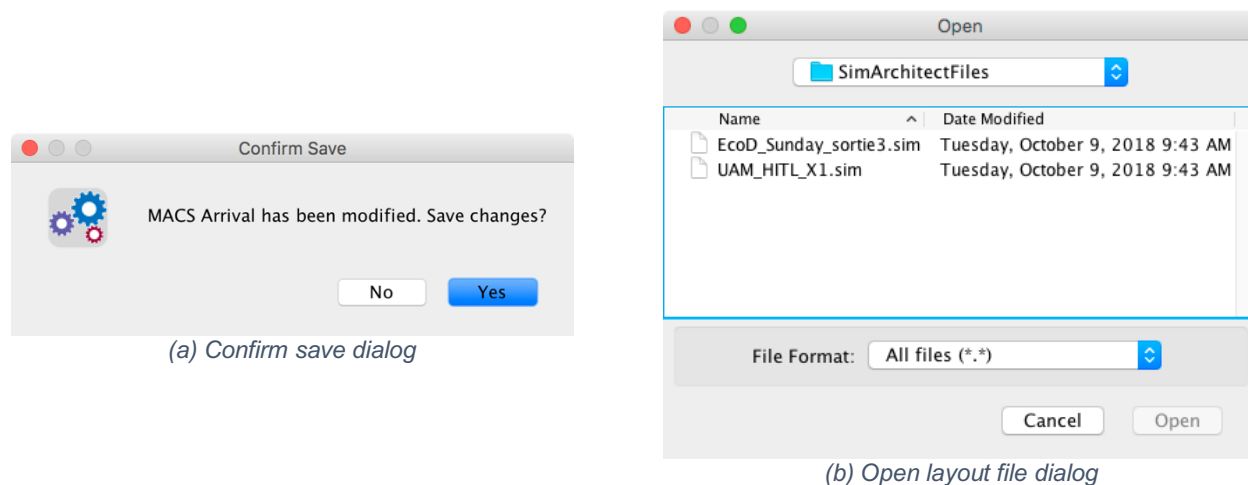 Confirm Save
MACS Arrival has been modified. Save changes?
No
Yes
(a) Confirm save dialog
Open
SimArchitectFiles
Name
Date Modified
EcoD_Sunday_sortie3.sim
Tuesday, October 9, 2018 9:43 AM
UAM_HITL_X1.sim
Tuesday, October 9, 2018 9:43 AM
File Format:
All files (*.*)
Cancel
Open
(b) Open layout file dialog